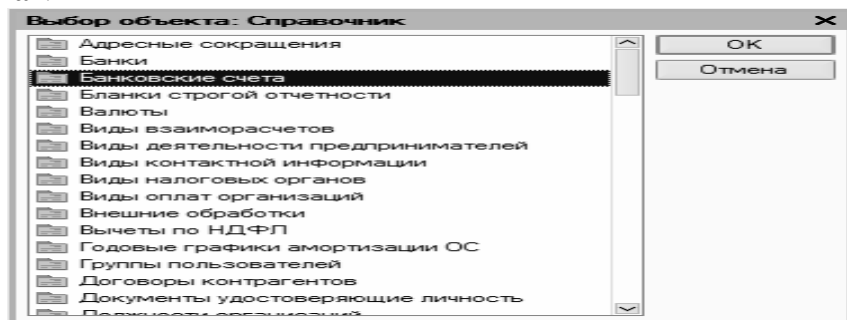 Выбор объекта: Справочник
Адресные сокращения
OK
Банки
Отмена
Банковские счета
Бланки строгой отчетности
Валюты
Виды взаиморасчетов
Виды деятельности предпринимателей
Виды контактной информации
Виды налоговых органов
Виды оплат организаций
Внешние обработки
Вычеты по НДФЛ
Годовые графики амортизации ОС
Группы пользователей
Договоры контрагентов
Документы удостоверяющие личность
Должности организаций